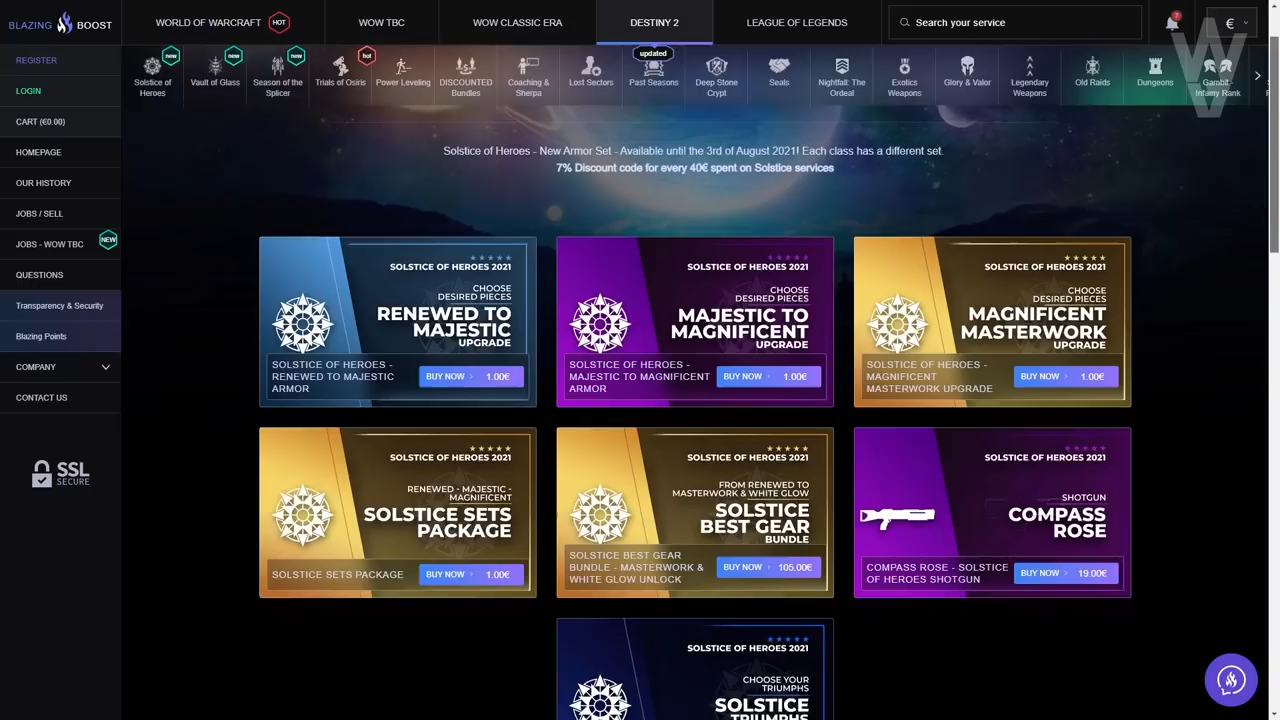 BLAZING BOOST
WORLD OF WARCRAFT
HOT
WOW TBC
WOW CLASSIC ERA
DESTINY 2
LEAGUE OF LEGENDS
Search your service
7
€
REGISTER
LOGIN
CART (€0.00)
HOMEPAGE
OUR HISTORY
JOBS / SELL
JOBS - WOW TBC
NEW
QUESTIONS
Transparency & Security
Blazing Points
COMPANY
CONTACT US
SSL
SECURE
new
Solstice of
Heroes
new
Vault of Glass
new
Season of the
Splicer
hot
Trials of Osiris
Power Leveling
DISCOUNTED
Bundles
Coaching &
Sherpa
Lost Sectors
updated
Past Seasons
Deep Stone
Crypt
Seals
Nightfall: The
Ordeal
Exotics
Weapons
Glory & Valor
Legendary
Weapons
Old Raids
Dungeons
Gambit -
Infamy Rank
W
Solstice of Heroes - New Armor Set - Available until the 3rd of August 2021! Each class has a different set.
7% Discount code for every 40€ spent on Solstice services
SOLSTICE OF HEROES 2021
CHOOSE
DESIRED PIECES
RENEWED TO
MAJESTIC
UPGRADE
SOLSTICE OF HEROES -
RENEWED TO MAJESTIC
ARMOR
BUY NOW 1.00€
SOLSTICE OF HEROES 2021
CHOOSE
DESIRED PIECES
MAJESTIC TO
MAGNIFICENT
UPGRADE
SOLSTICE OF HEROES -
MAJESTIC TO MAGNIFICENT
ARMOR
BUY NOW 1.00€
SOLSTICE OF HEROES 2021
CHOOSE
DESIRED PIECES
MAGNIFICENT
MASTERWORK
UPGRADE
SOLSTICE OF HEROES -
MAGNIFICENT
MASTERWORK UPGRADE
BUY NOW 1.00€
SOLSTICE OF HEROES 2021
RENEWED - MAJESTIC -
MAGNIFICENT
SOLSTICE SETS
PACKAGE
SOLSTICE SETS PACKAGE
BUY NOW 1.00€
SOLSTICE OF HEROES 2021
FROM RENEWED TO
MASTERWORK & WHITE GLOW
SOLSTICE
BEST GEAR
BUNDLE
SOLSTICE BEST GEAR
BUNDLE - MASTERWORK &
WHITE GLOW UNLOCK
BUY NOW 105.00€
SOLSTICE OF HEROES 2021
SHOTGUN
COMPASS
ROSE
COMPASS ROSE - SOLSTICE
OF HEROES SHOTGUN
BUY NOW 19.00€
SOLSTICE OF HEROES 2021
CHOOSE YOUR
TRIUMPHS
SOLSTICE
TRIUMPHS